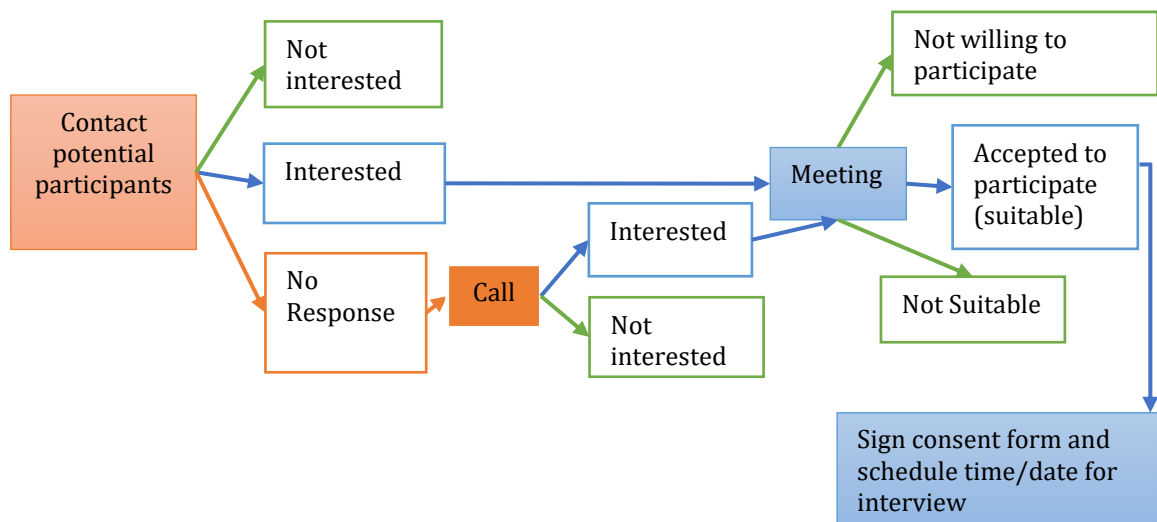 Contact
potential
participants
Not
interested
Interested
No
Response
Call
Interested
Not
interested
Meeting
Not willing to
participate
Accepted to
participate
(suitable)
Not Suitable
Sign consent form and
schedule time/date for
interview